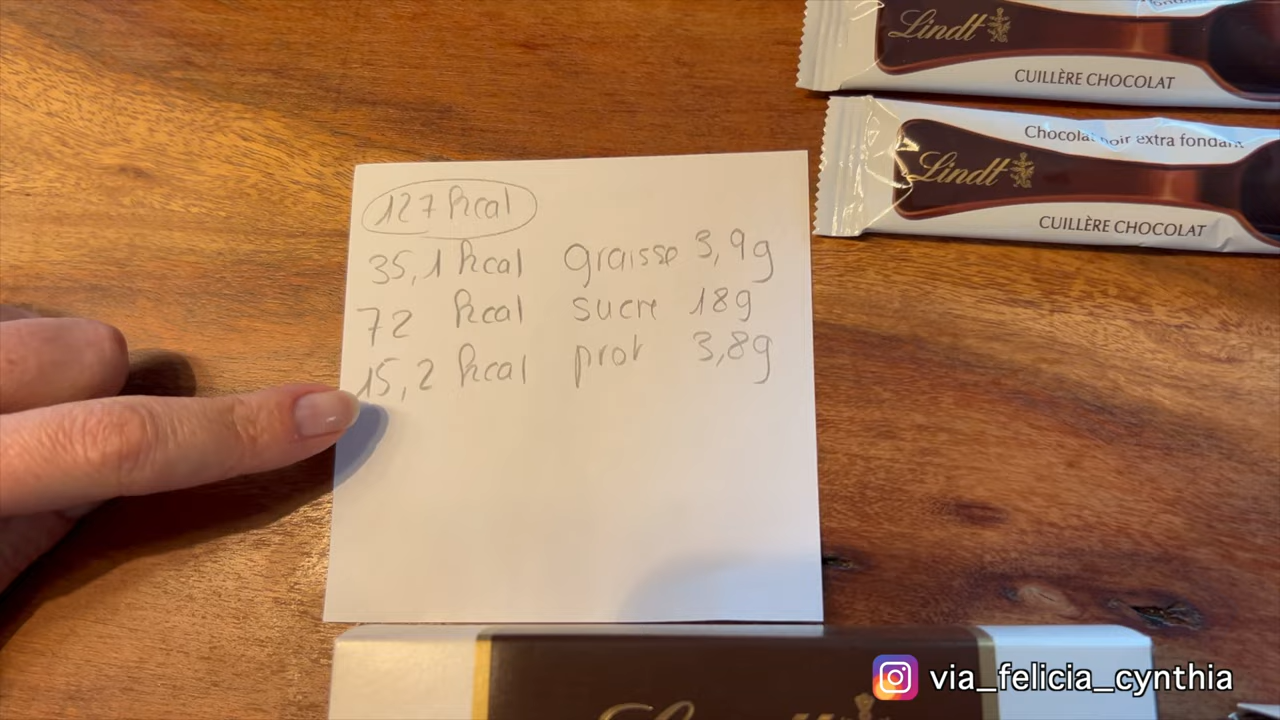 Lindt
CUILLÈRE CHOCOLAT
Chocolat noir extra fondant
Lindt
CUILLÈRE CHOCOLAT
127 kcal
35,1 kcal graisse 3,9g
72 kcal sucre 18g
15,2 kcal prot 3,8g
Lindt
via_felicia_cynthia